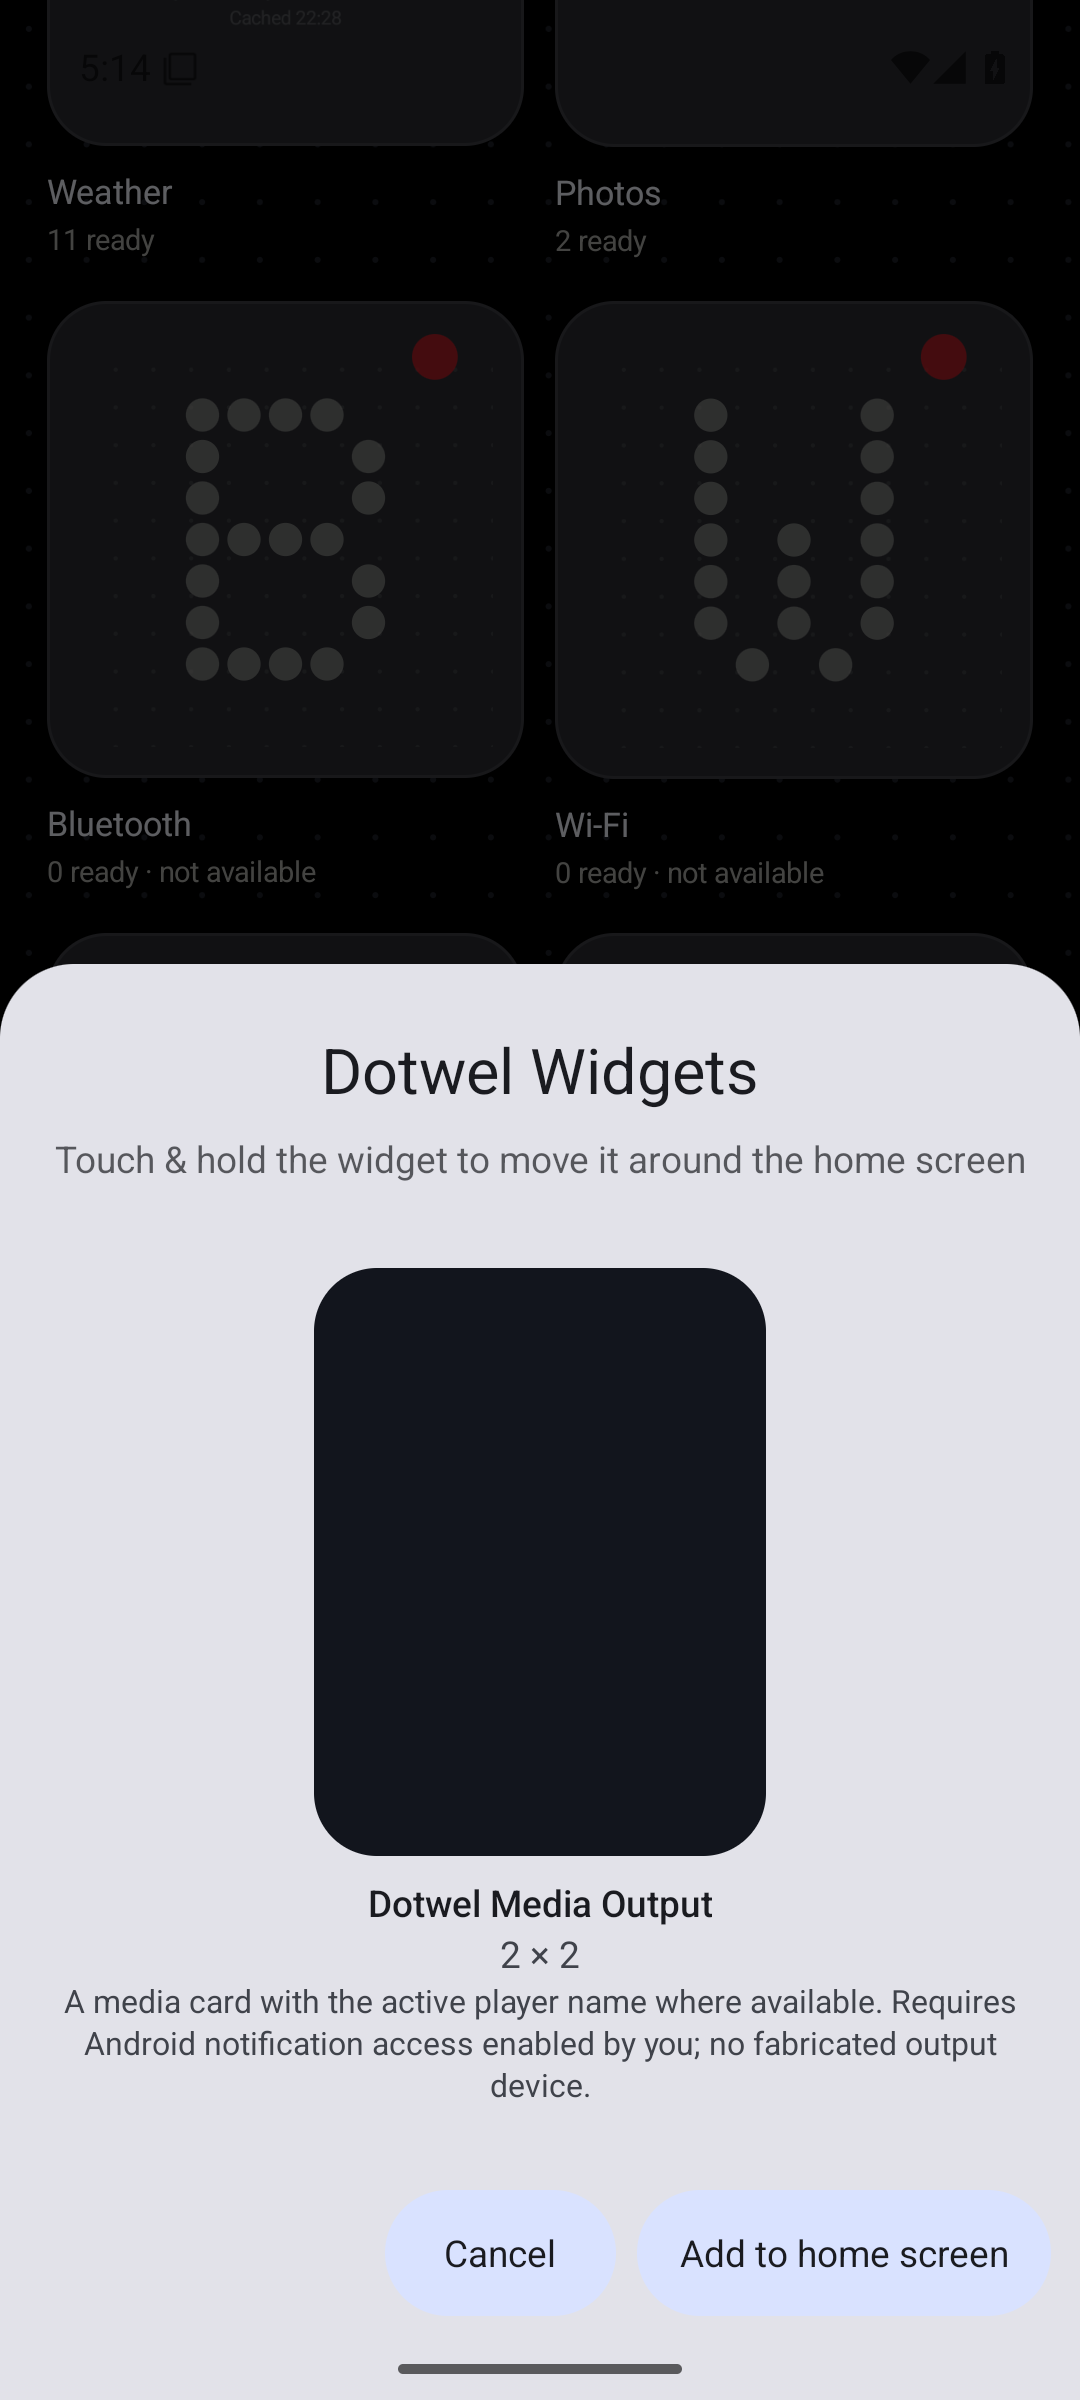 Cached 22:28
5:14
Weather
Photos
11 ready
2 ready
Bluetooth
Wi-Fi
0 ready · not available
0 ready · not available
Dotwel Widgets
Touch & hold the widget to move it around the home screen
Dotwel Media Output
2 × 2
A media card with the active player name where available. Requires
Android notification access enabled by you; no fabricated output
device.
Cancel
Add to home screen